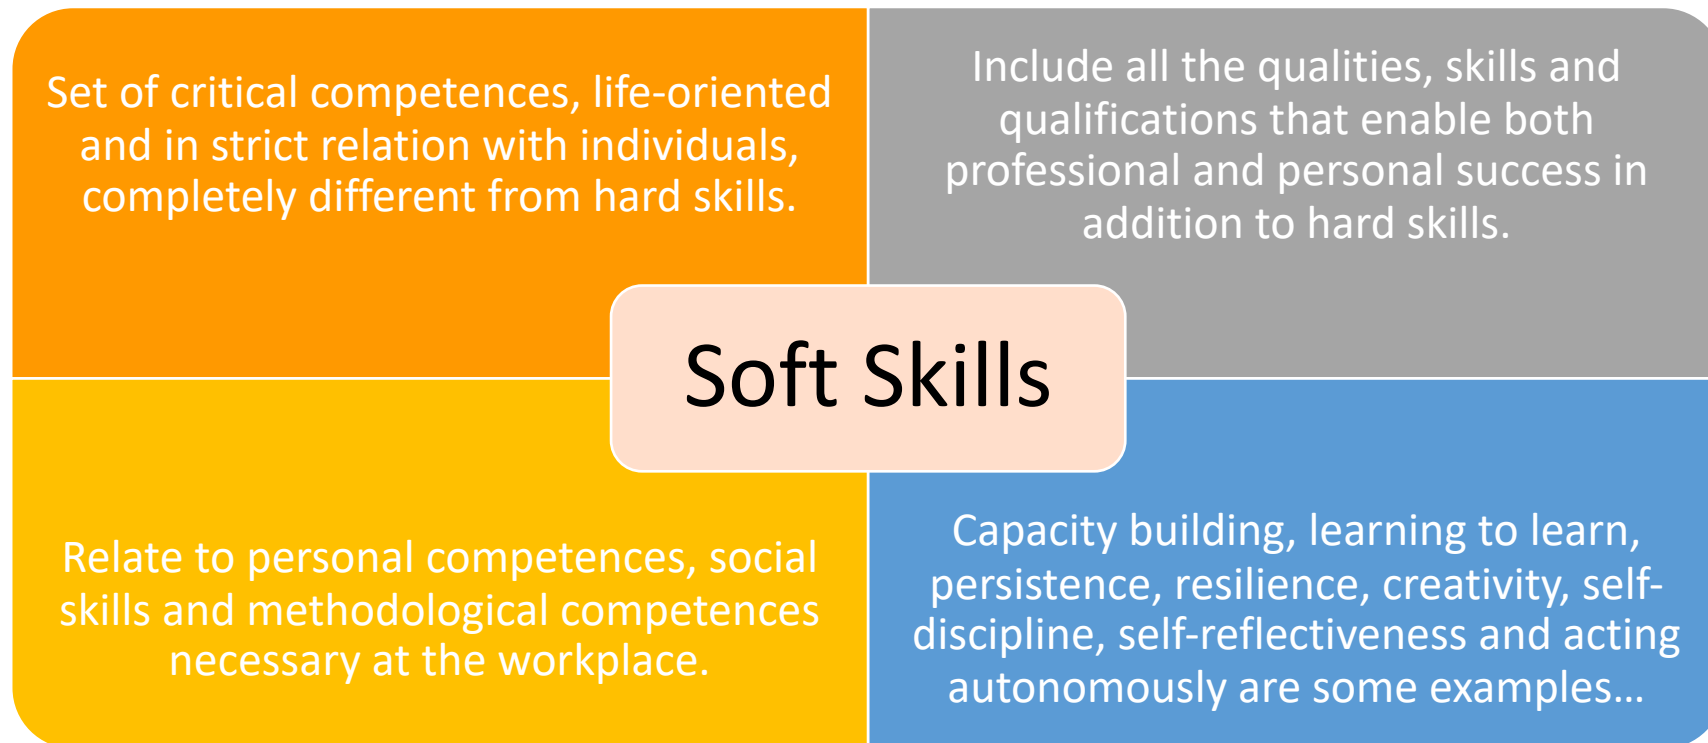 Set of critical competences, life-oriented
and in strict relation with individuals,
completely different from hard skills.
Include all the qualities, skills and
qualifications that enable both
professional and personal success in
addition to hard skills.
Soft Skills
Relate to personal competences, social
skills and methodological competences
necessary at the workplace.
Capacity building, learning to learn,
persistence, resilience, creativity, self-
discipline, self-reflectiveness and acting
autonomously are some examples…